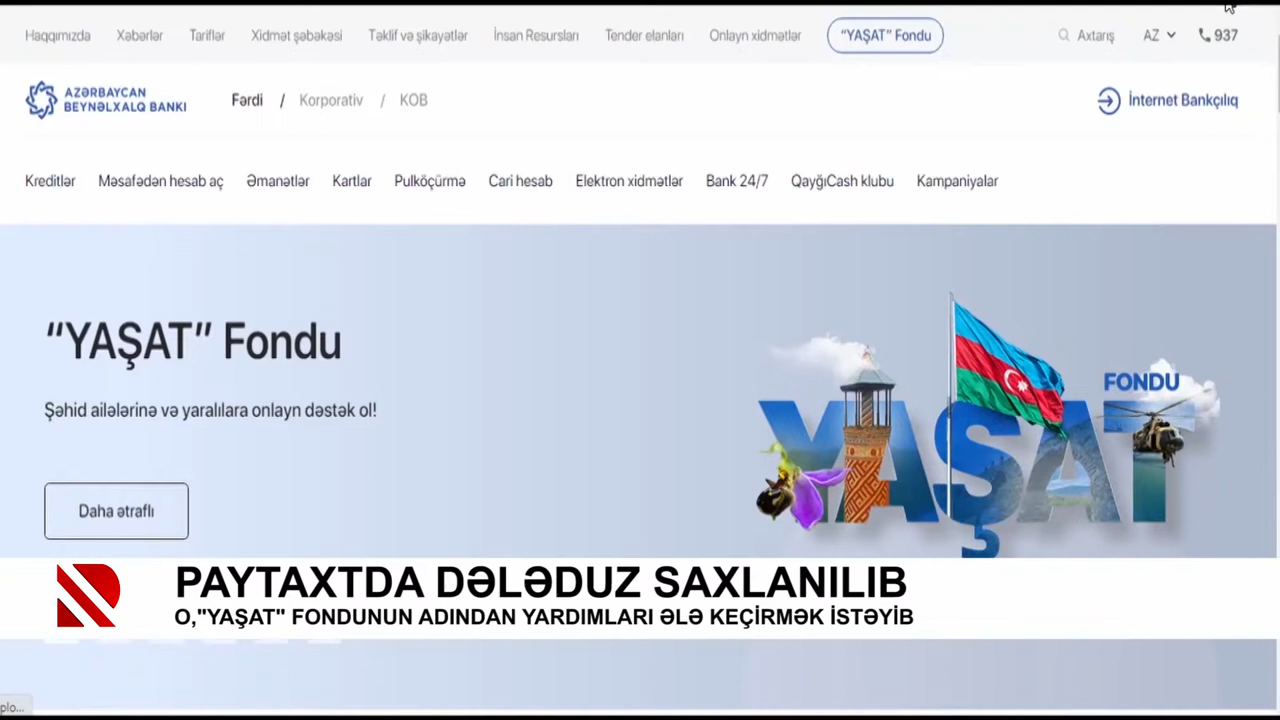 Haqqımızda Xəbərlər Tariflər Xidmət şəbəkəsi Təklif və şikayətlər İnsan Resursları Tender elanları Onlayn xidmətlər "YAŞAT" Fondu Axtarış AZ 937
AZƏRBAYCAN
BEYNƏLXALQ BANKI
Fərdi / Korporativ / KOB
İnternet Bankçılıq
Kreditlər Məsafədən hesab aç Əmanətlər Kartlar Pulköçürmə Cari hesab Elektron xidmətlər Bank 24/7 QayğıCash klubu Kampaniyalar
"YAŞAT" Fondu
Şəhid ailələrinə və yaralılara onlayn dəstək ol!
Daha ətraflı
FONDU
YAŞAT
PAYTAXTDA DƏLƏDUZ SAXLANILIB
O,"YAŞAT" FONDUNUN ADINDAN YARDIMLARI ƏLƏ KEÇİRMƏK İSTƏYİB
plo...